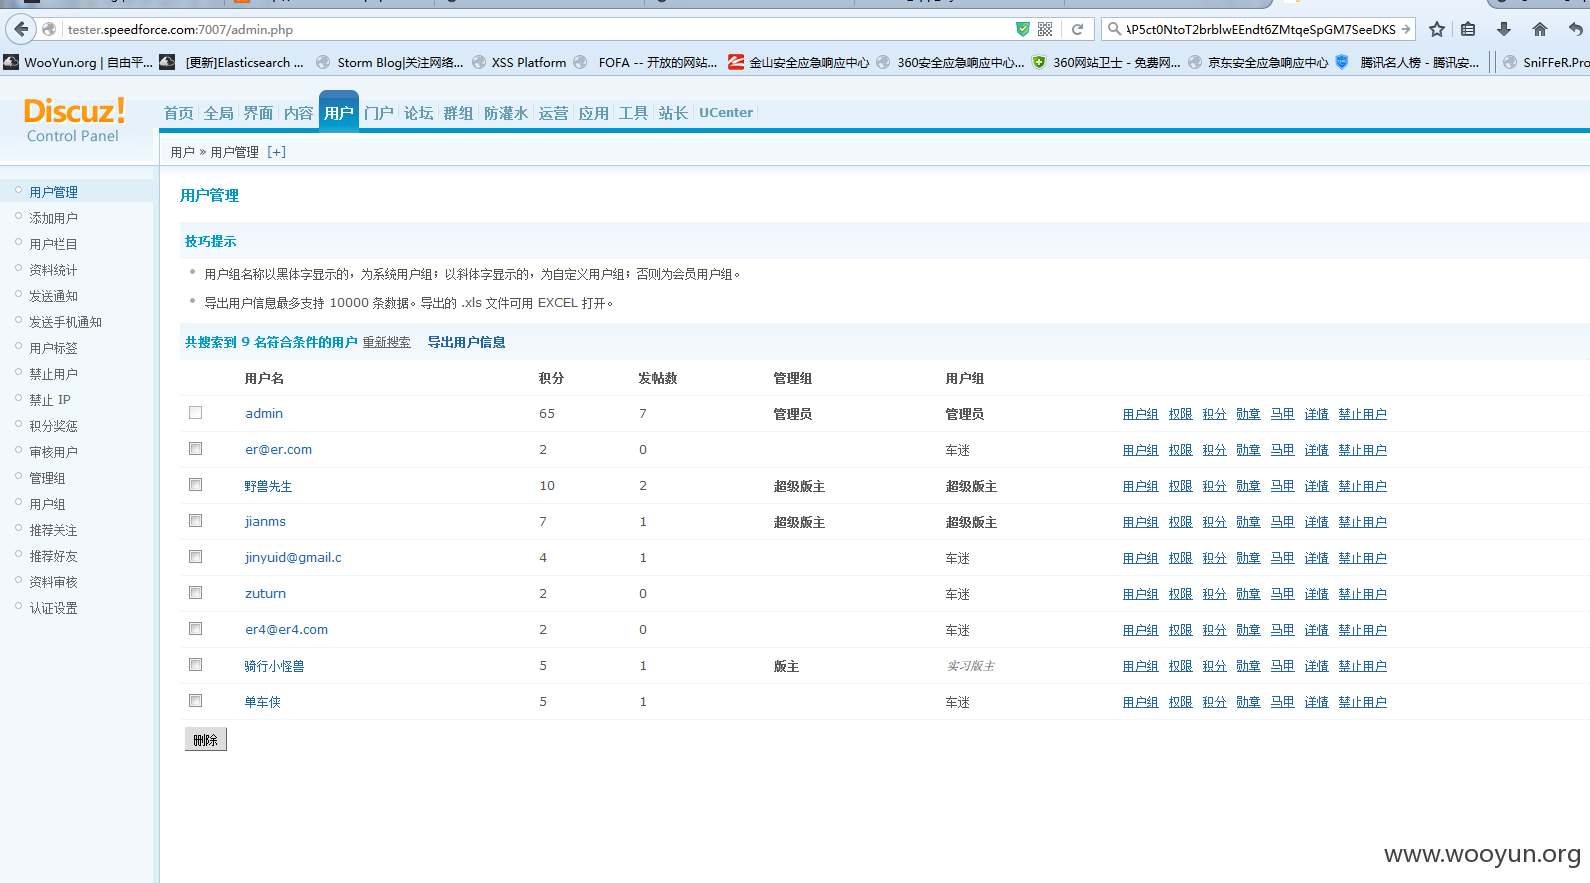 tester.speedforce.com:7007/admin.php
\P5ct0NtoT2brblwEEndt6ZMtqeSpGM7SeeDKS
WooYun.org | 自由平... [更新]Elasticsearch ... Storm Blog|关注网络... XSS Platform FOFA -- 开放的网站... 金山安全应急响应中心 360安全应急响应中心... 360网站卫士 - 免费网... 京东安全应急响应中心 腾讯名人榜 - 腾讯安... SniFFeR.Pro
Discuz!
Control Panel
首页 全局 界面 内容 用户 门户 论坛 群组 防灌水 运营 应用 工具 站长 UCenter
用户 » 用户管理 [+]
用户管理
添加用户
用户栏目
资料统计
发送通知
发送手机通知
用户标签
禁止用户
禁止 IP
积分奖惩
审核用户
管理组
用户组
推荐关注
推荐好友
资料审核
认证设置
用户管理
技巧提示
用户组名称以黑体字显示的，为系统用户组；以斜体字显示的，为自定义用户组；否则为会员用户组。
导出用户信息最多支持 10000 条数据。导出的 .xls 文件可用 EXCEL 打开。
共搜索到 9 名符合条件的用户 重新搜索 导出用户信息
用户名 积分 发帖数 管理组 用户组
admin 65 7 管理员 管理员 用户组 权限 积分 勋章 马甲 详情 禁止用户
er@er.com 2 0 车迷 用户组 权限 积分 勋章 马甲 详情 禁止用户
野兽先生 10 2 超级版主 超级版主 用户组 权限 积分 勋章 马甲 详情 禁止用户
jianms 7 1 超级版主 超级版主 用户组 权限 积分 勋章 马甲 详情 禁止用户
jinyuid@gmail.c 4 1 车迷 用户组 权限 积分 勋章 马甲 详情 禁止用户
zuturn 2 0 车迷 用户组 权限 积分 勋章 马甲 详情 禁止用户
er4@er4.com 2 0 车迷 用户组 权限 积分 勋章 马甲 详情 禁止用户
骑行小怪兽 5 1 版主 实习版主 用户组 权限 积分 勋章 马甲 详情 禁止用户
单车侠 5 1 车迷 用户组 权限 积分 勋章 马甲 详情 禁止用户
删除
www.wooyun.org